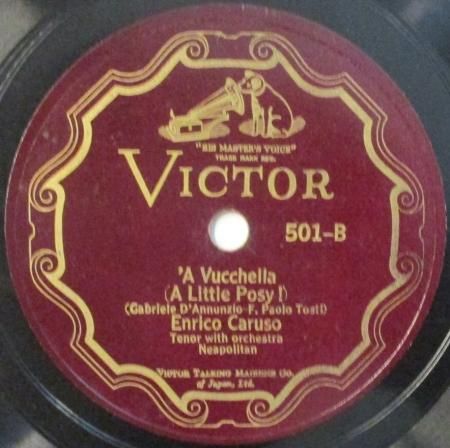 "HIS MASTER'S VOICE"
TRADE MARK REG.
VICTOR
501-B
'A Vucchella
(A Little Posy!)
(Gabriele D'Annunzio-F. Paolo Tosti)
Enrico Caruso
Tenor with orchestra
Neapolitan
VICTOR TALKING MACHINE CO.
of Japan, Ltd.